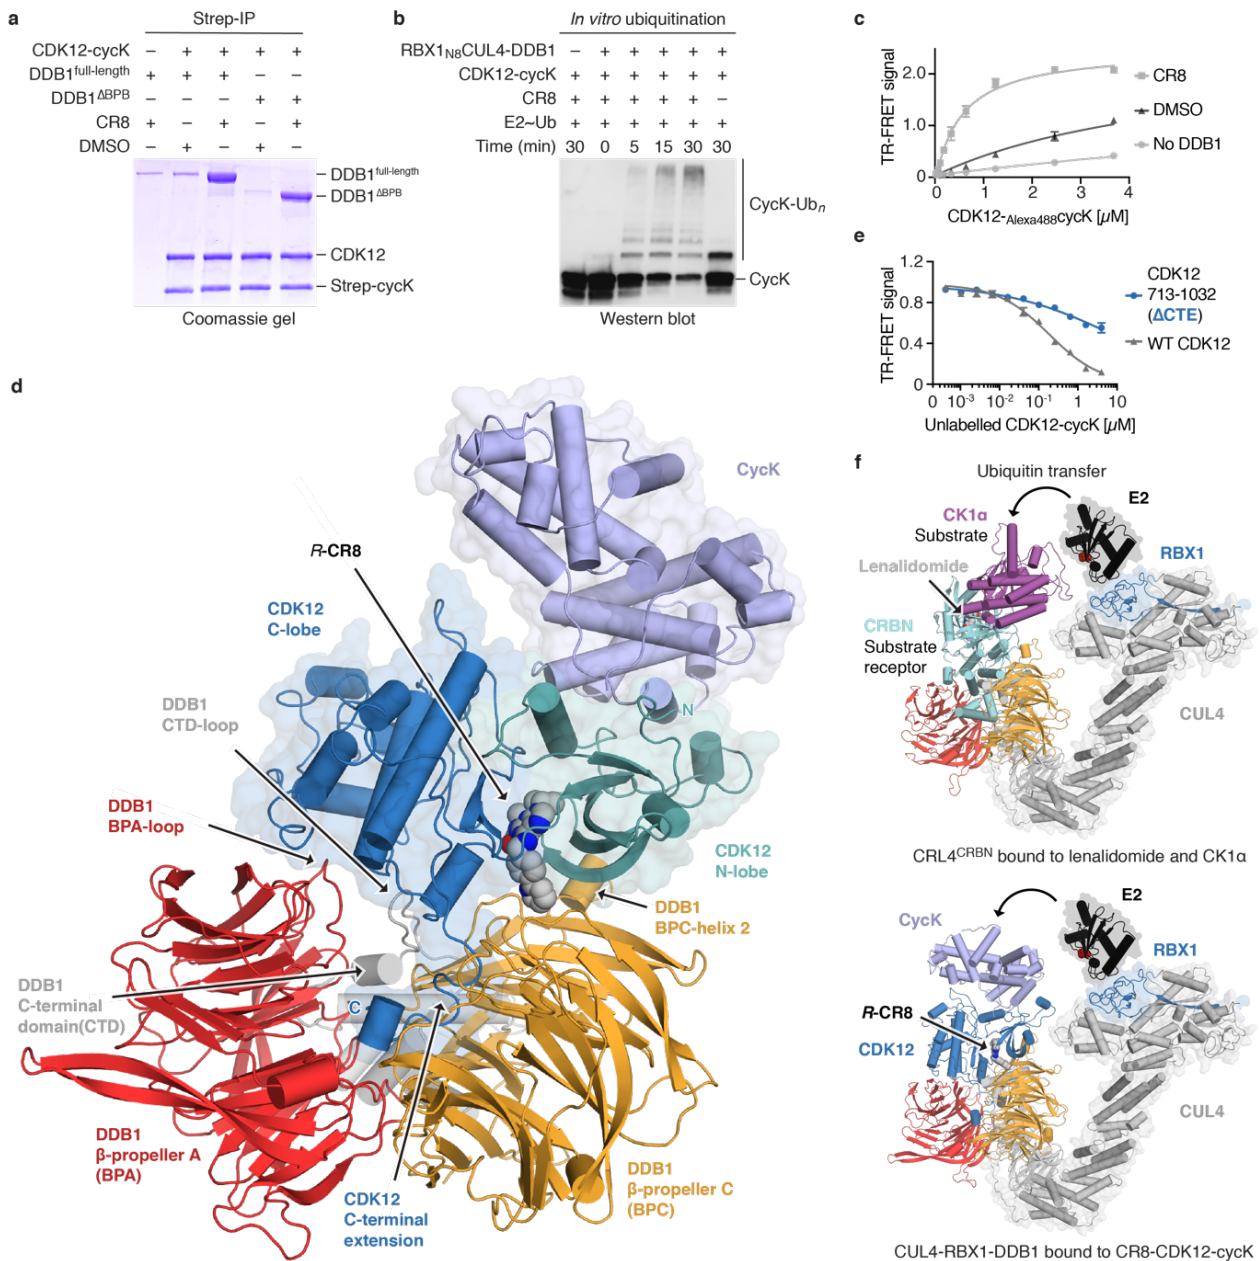 a
Strep-IP
CDK12-cycK – + + + +
DDB1full-length + + + – –
DDB1ΔBPB – – – + +
CR8 + + +
DMSO + +
DDB1full-length
DDB1ΔBPB
CDK12
Strep-cycK
Coomassie gel
b
In vitro ubiquitination
RBX1N8CUL4-DDB1 – + + + + +
CDK12-cycK + + + + + +
CR8 + + + + + –
E2~Ub + + + + + +
Time (min) 30 0 5 15 30 30
CycK-Ubn
CycK
Western blot
c
TR-FRET signal
2.0
1.0
0
0 1 2 3 4
CDK12-Alexa488cycK [μM]
CR8
DMSO
No DDB1
e
TR-FRET signal
1.2
0.8
0.4
0
0 10-3 10-2 10-1 1 10
Unlabelled CDK12-cycK [μM]
CDK12
713-1032
(ΔCTE)
WT CDK12
d
CycK
R-CR8
CDK12
C-lobe
DDB1
CTD-loop
N
DDB1
BPA-loop
CDK12
N-lobe
DDB1
BPC-helix 2
DDB1
C-terminal
domain(CTD)
C
DDB1
β-propeller A
(BPA)
CDK12
C-terminal
extension
DDB1
β-propeller C
(BPC)
f
Ubiquitin transfer
E2
CK1α
Substrate
RBX1
Lenalidomide
CRBN
Substrate
receptor
CUL4
CRL4CRBN bound to lenalidomide and CK1α
CycK
E2
RBX1
R-CR8
CDK12
CUL4
CUL4-RBX1-DDB1 bound to CR8-CDK12-cycK